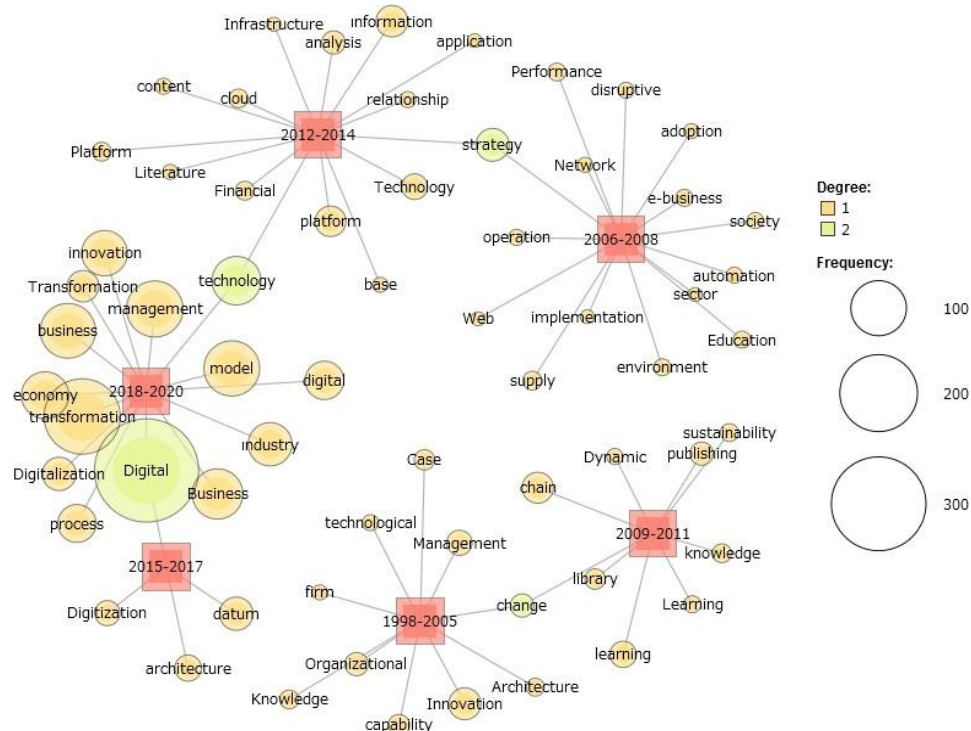 Infrastructure
information
analysis
application
content
cloud
relationship
2012-2014
Platform
Literature
Financial
Technology
platform
base
strategy
technology
Performance
disruptive
adoption
Network
e-business
society
operation
2006-2008
automation
sector
Web
implementation
Education
environment
supply
innovation
Transformation
management
business
model
digital
economy
2018-2020
transformation
industry
Digital
Digitalization
Business
process
2015-2017
Digitization
datum
architecture
Case
technological
Management
firm
1998-2005
change
Organizational
Knowledge
Innovation
Architecture
capability
sustainability
Dynamic
publishing
chain
2009-2011
knowledge
library
Learning
learning
Degree:
1
2
Frequency:
100
200
300